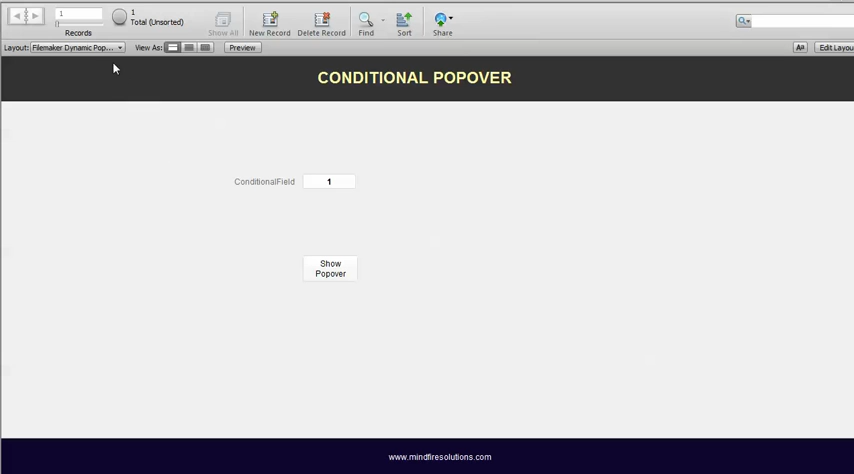 1
1
Total (Unsorted)
Records
Show All
New Record
Delete Record
Find
Sort
Share
Layout: Filemaker Dynamic Pop...
View As:
Preview
Aa
Edit Layou
CONDITIONAL POPOVER
ConditionalField
1
Show
Popover
www.mindfiresolutions.com